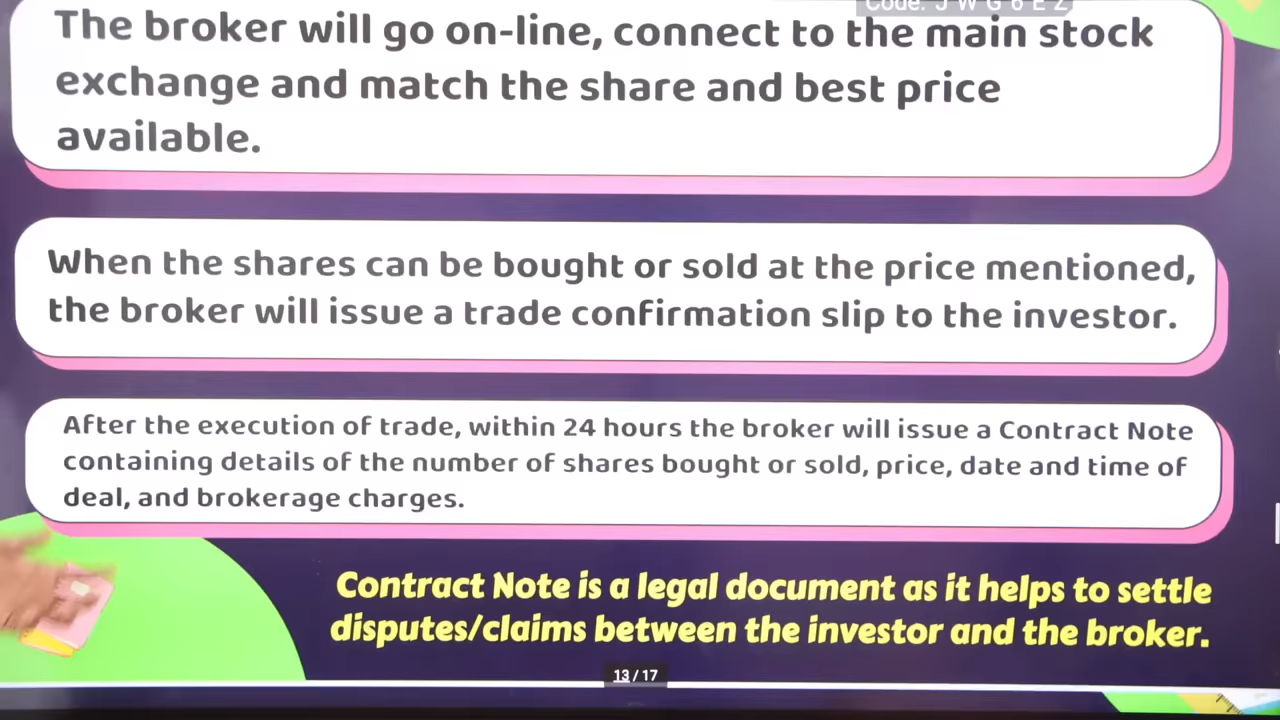 Code: J W G 6 E Z
The broker will go on-line, connect to the main stock
exchange and match the share and best price
available.
When the shares can be bought or sold at the price mentioned,
the broker will issue a trade confirmation slip to the investor.
After the execution of trade, within 24 hours the broker will issue a Contract Note
containing details of the number of shares bought or sold, price, date and time of
deal, and brokerage charges.
Contract Note is a legal document as it helps to settle
disputes/claims between the investor and the broker.
13 / 17